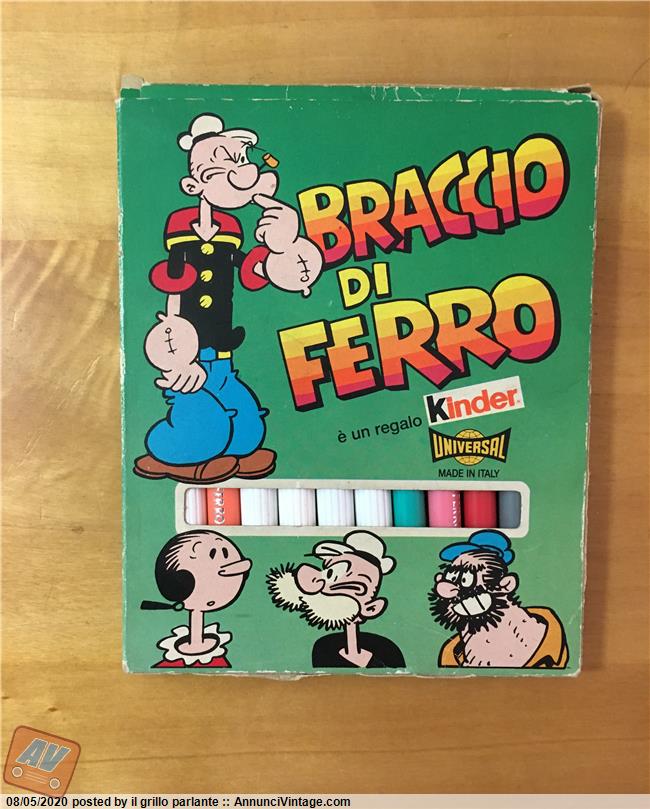 BRACCIO
DI
FERRO
è un regalo Kinder
UNIVERSAL
MADE IN ITALY
AV
08/05/2020 posted by il grillo parlante :: AnnunciVintage.com